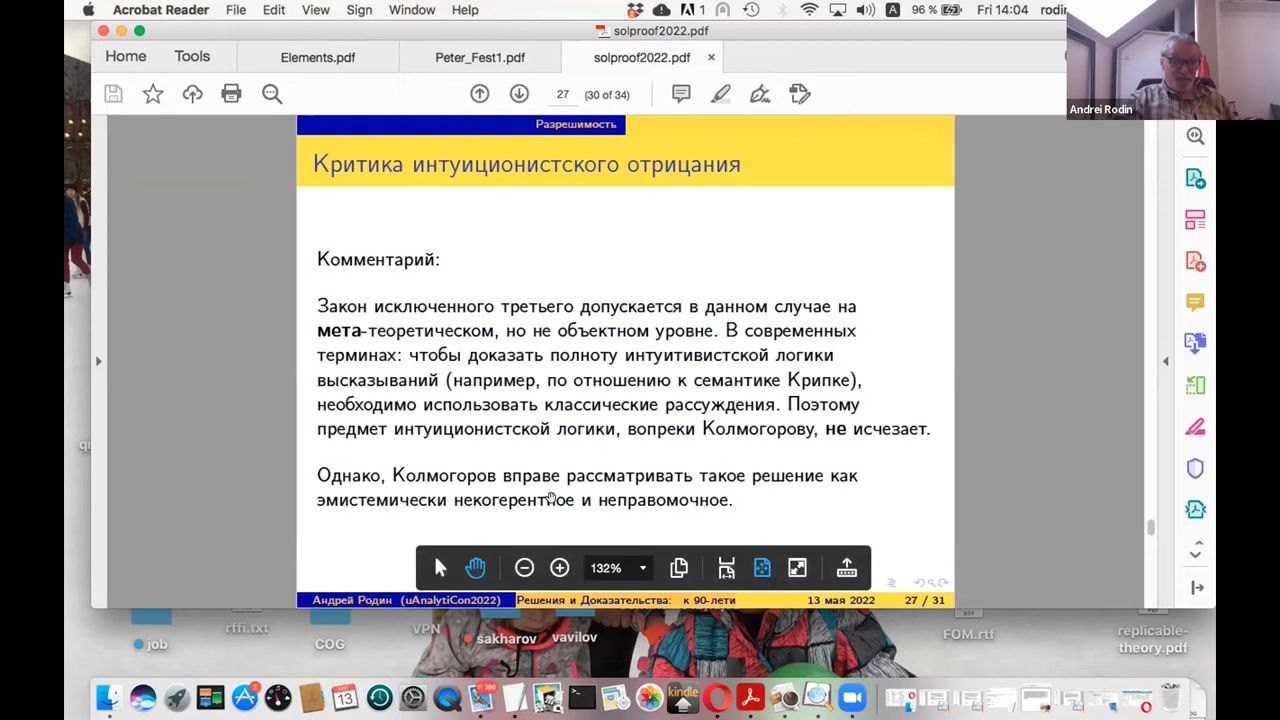 Acrobat Reader File Edit View Sign Window Help
1 A 96 % Fri 14:04
solproof2022.pdf
Home Tools Elements.pdf Peter_Fest1.pdf solproof2022.pdf
27 (30 of 34)
Andrei Rodin
Разрешимость
Критика интуиционистского отрицания
Комментарий:
Закон исключенного третьего допускается в данном случае на
мета-теоретическом, но не объектном уровне. В современных
терминах: чтобы доказать полноту интуитивистской логики
высказываний (например, по отношению к семантике Крипке),
необходимо использовать классические рассуждения. Поэтому
предмет интуиционистской логики, вопреки Колмогорову, не исчезает.
Однако, Колмогоров вправе рассматривать такое решение как
эмистемически некогерентное и неправомочное.
132%
Андрей Родин (uAnalytiCon2022) Решения и Доказательства: к 90-лети 13 мая 2022 27 / 31
rffi.txt VPN FOM.rtf replicable-
job COG sakharov vavilov theory.pdf
kindle